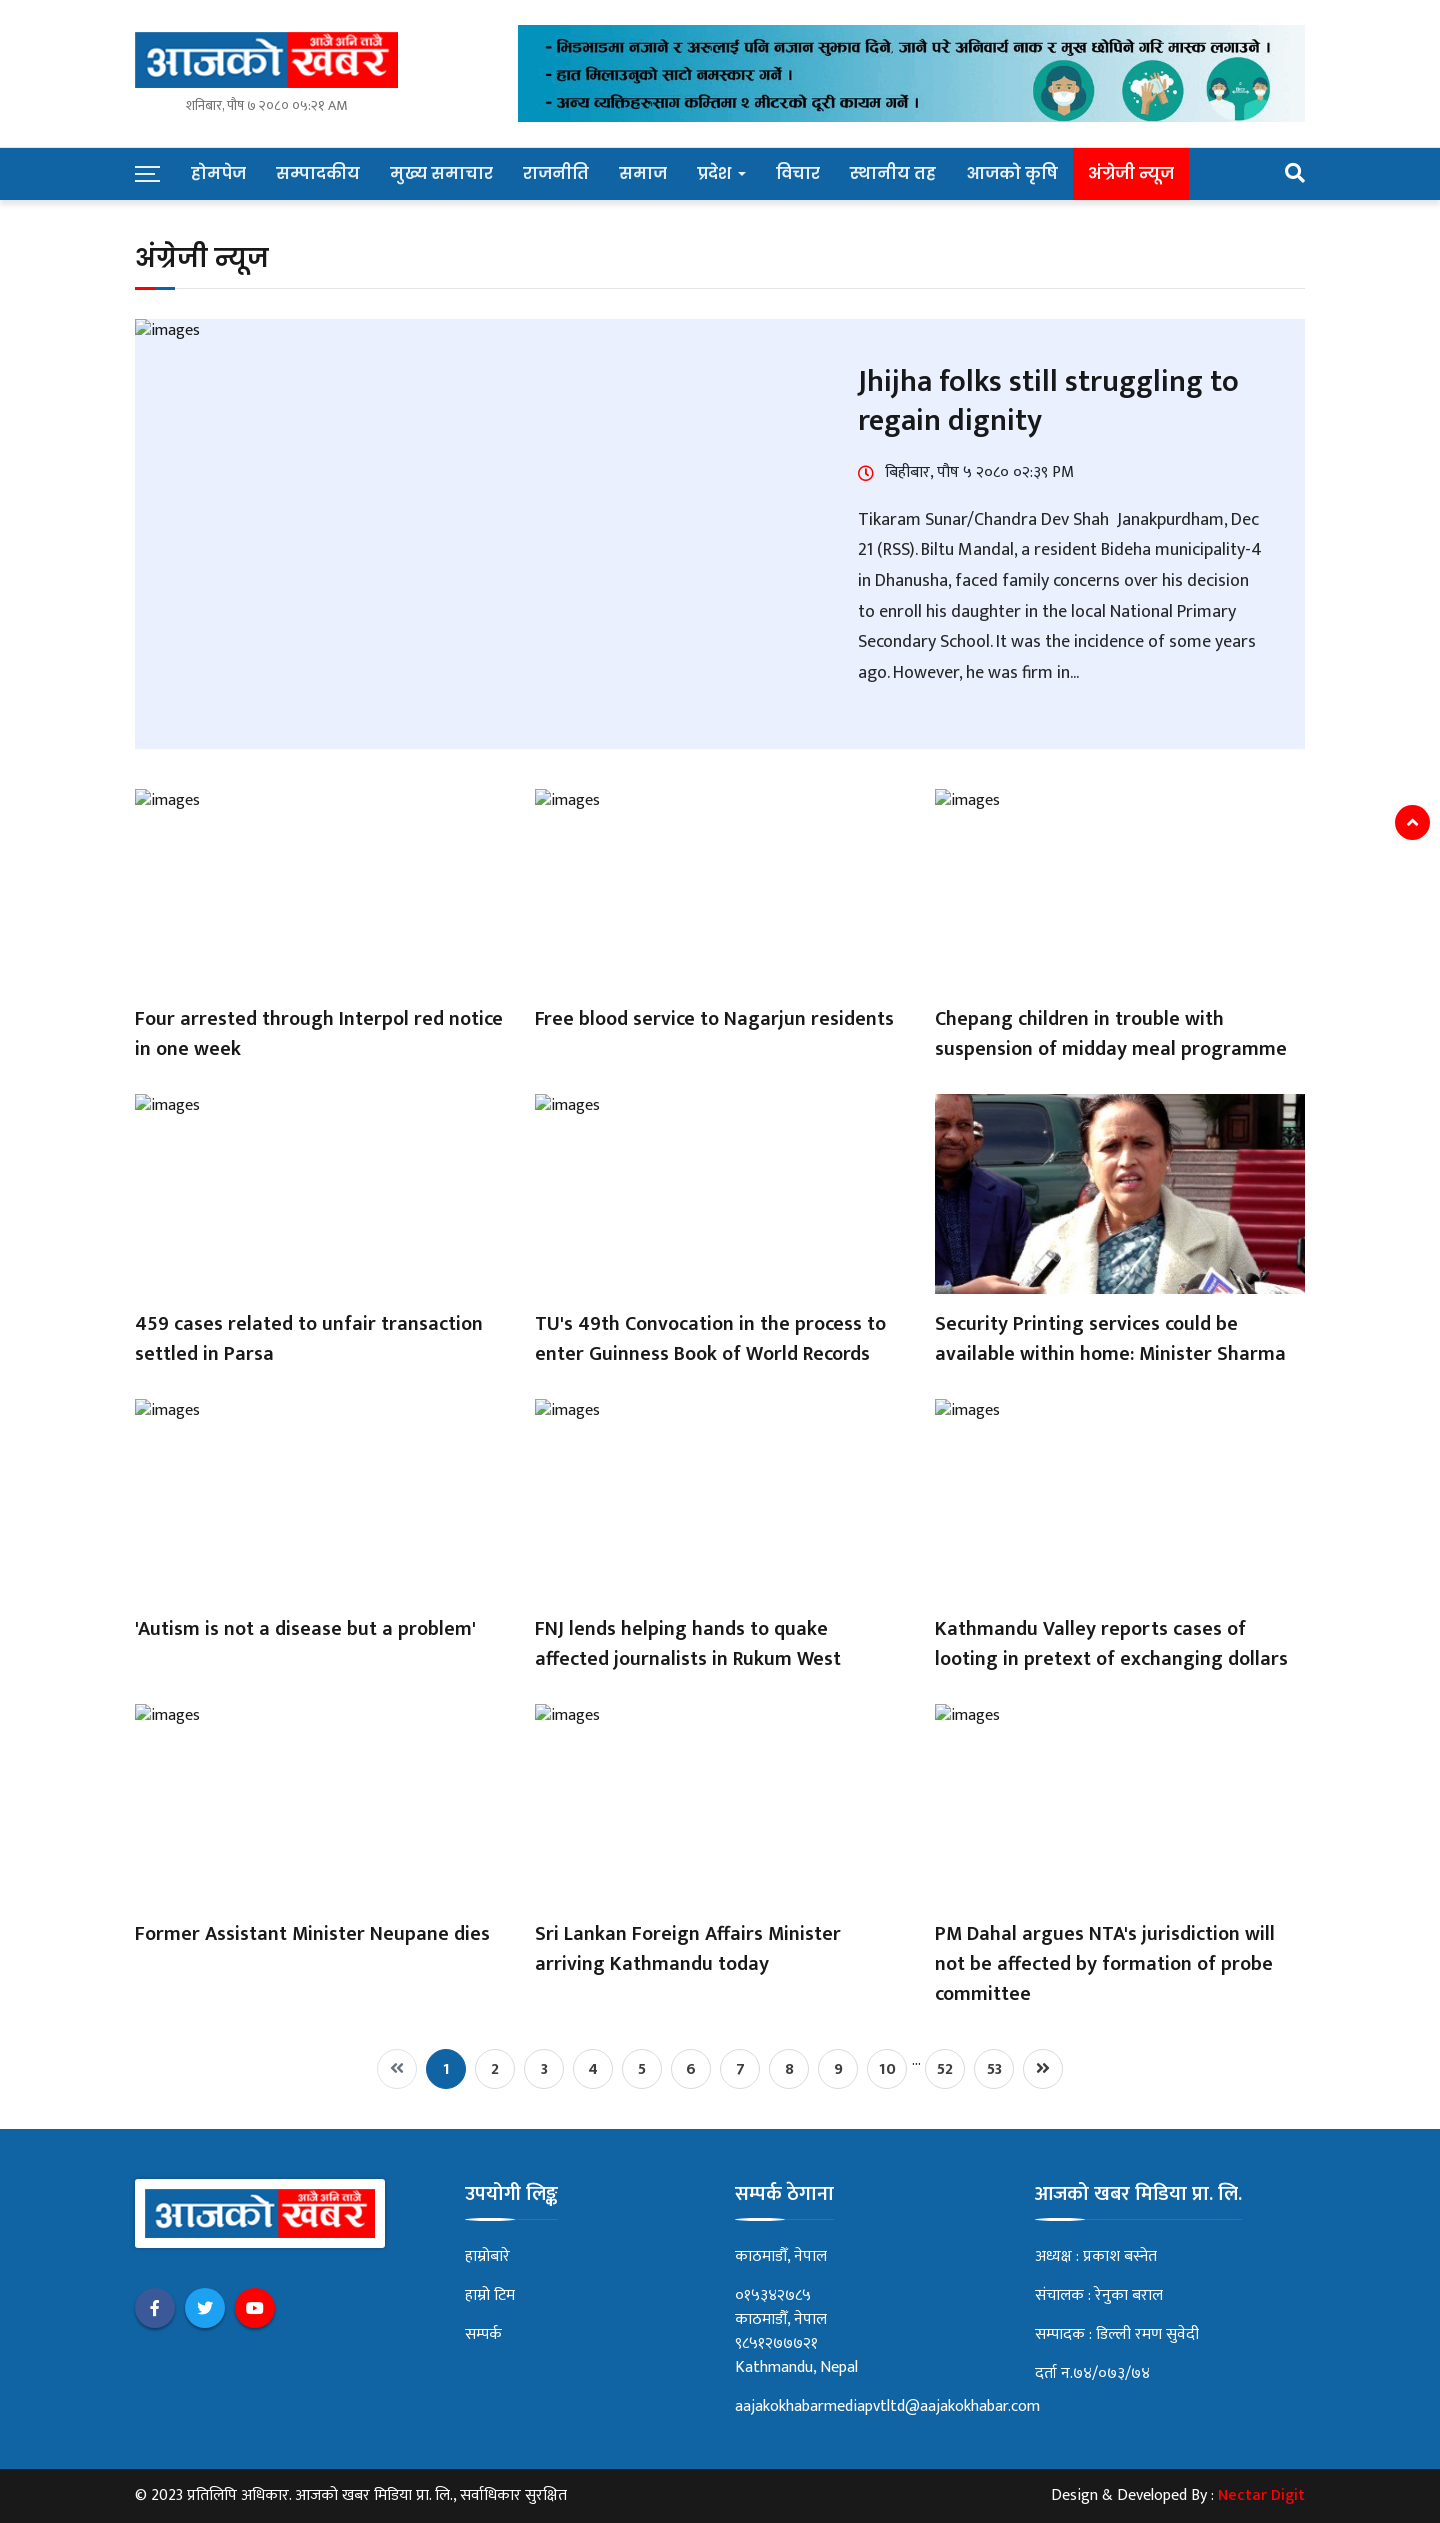 आजको खबर
आजै अनि ताजै
शनिबार, पौष ७ २०८० ०५:२१ AM
- भिडभाडमा नजाने र अरूलाई पनि नजान सुझाव दिने. जानै परे अनिवार्य नाक र मुख छोपिने गरि मास्क लगाउने ।
- हात मिलाउनुको साटो नमस्कार गर्ने ।
- अन्य व्यक्तिहरूसाग कम्तिमा २ मीटरको दूरी कायम गर्ने ।
होमपेज सम्पादकीय मुख्य समाचार राजनीति समाज प्रदेश विचार स्थानीय तह आजको कृषि अंग्रेजी न्यूज
अंग्रेजी न्यूज
images
Jhijha folks still struggling to
regain dignity
बिहीबार, पौष ५ २०८० ०२:३९ PM
Tikaram Sunar/Chandra Dev Shah  Janakpurdham, Dec
21 (RSS). Biltu Mandal, a resident Bideha municipality-4
in Dhanusha, faced family concerns over his decision
to enroll his daughter in the local National Primary
Secondary School. It was the incidence of some years
ago. However, he was firm in...
images images images
Four arrested through Interpol red notice
in one week
Free blood service to Nagarjun residents
Chepang children in trouble with
suspension of midday meal programme
images images
459 cases related to unfair transaction
settled in Parsa
TU's 49th Convocation in the process to
enter Guinness Book of World Records
Security Printing services could be
available within home: Minister Sharma
images images images
'Autism is not a disease but a problem'
FNJ lends helping hands to quake
affected journalists in Rukum West
Kathmandu Valley reports cases of
looting in pretext of exchanging dollars
images images images
Former Assistant Minister Neupane dies
Sri Lankan Foreign Affairs Minister
arriving Kathmandu today
PM Dahal argues NTA's jurisdiction will
not be affected by formation of probe
committee
« 1 2 3 4 5 6 7 8 9 10 ... 52 53 »
आजको खबर
आजै अनि ताजै
उपयोगी लिङ्क
हाम्रोबारे
हाम्रो टिम
सम्पर्क
सम्पर्क ठेगाना
काठमाडौँ, नेपाल
०१५३४२७८५
काठमाडौँ, नेपाल
९८५१२७७७२१
Kathmandu, Nepal
aajakokhabarmediapvtltd@aajakokhabar.com
आजको खबर मिडिया प्रा. लि.
अध्यक्ष : प्रकाश बस्नेत
संचालक : रेनुका बराल
सम्पादक : डिल्ली रमण सुवेदी
दर्ता न.७४/०७३/७४
© 2023 प्रतिलिपि अधिकार. आजको खबर मिडिया प्रा. लि., सर्वाधिकार सुरक्षित
Design & Developed By : Nectar Digit